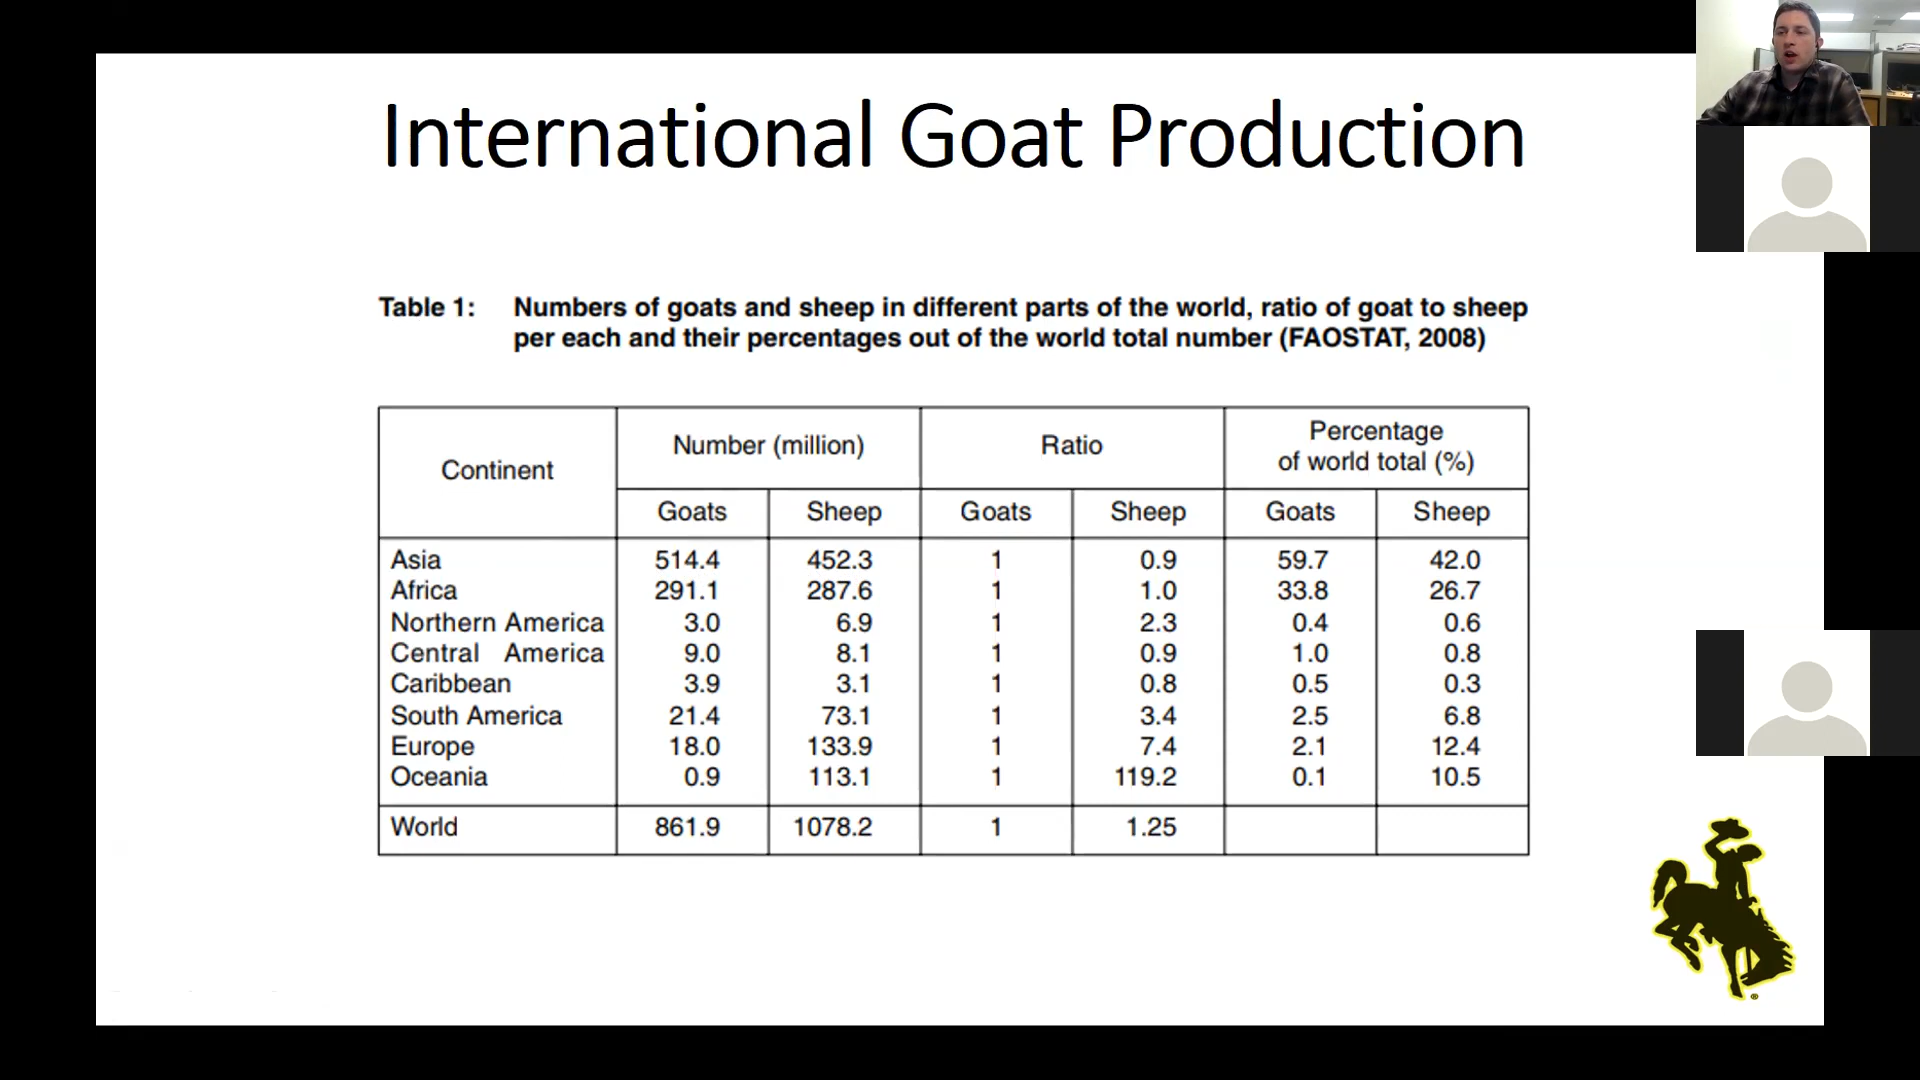 International Goat Production
Table 1: Numbers of goats and sheep in different parts of the world, ratio of goat to sheep
per each and their percentages out of the world total number (FAOSTAT, 2008)
Continent Number (million) Ratio Percentage
of world total (%)
Goats Sheep Goats Sheep Goats Sheep
Asia 514.4 452.3 1 0.9 59.7 42.0
Africa 291.1 287.6 1 1.0 33.8 26.7
Northern America 3.0 6.9 1 2.3 0.4 0.6
Central America 9.0 8.1 1 0.9 1.0 0.8
Caribbean 3.9 3.1 1 0.8 0.5 0.3
South America 21.4 73.1 1 3.4 2.5 6.8
Europe 18.0 133.9 1 7.4 2.1 12.4
Oceania 0.9 113.1 1 119.2 0.1 10.5
World 861.9 1078.2 1 1.25
®